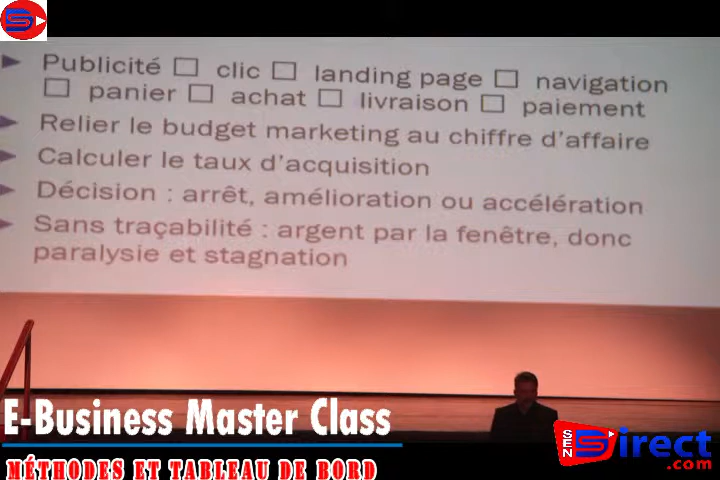 Publicité □ clic □ landing page □ navigation
□ panier □ achat □ livraison □ paiement
Relier le budget marketing au chiffre d'affaire
Calculer le taux d'acquisition
Décision : arrêt, amélioration ou accélération
Sans traçabilité : argent par la fenêtre, donc
paralysie et stagnation
E-Business Master Class
MÉTHODES ET TABLEAU DE BORD
SEN
Direct
.com